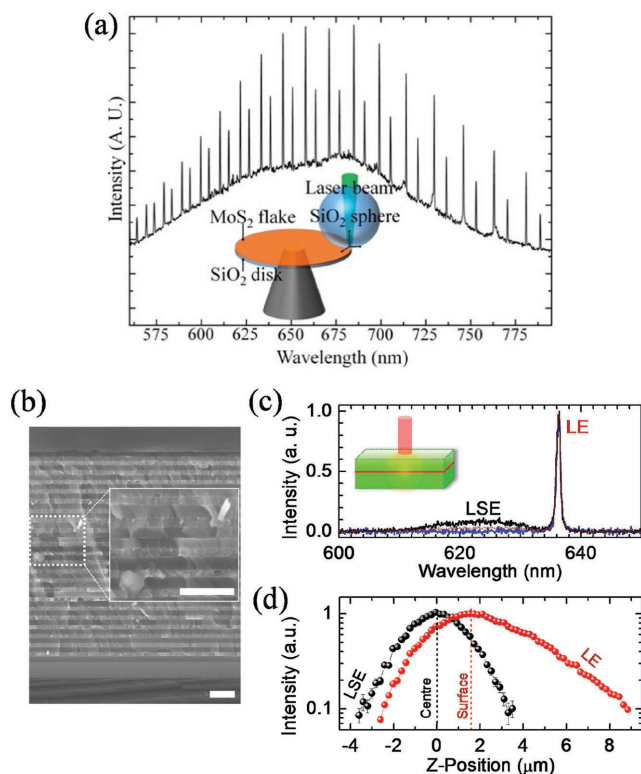 (a)
Intensity (A. U.)
Laser beam
MoS₂ flake
SiO₂ sphere
SiO₂ disk
575 600 625 650 675 700 725 750 775
Wavelength (nm)
(b)
(c)
1.0
0.5
0.0
Intensity (a. u.)
LE
LSE
600 620 640
Wavelength (nm)
(d)
1
0.1
Intensity (a.u.)
LSE
Centre
Surface
LE
-4 -2 0 2 4 6 8
Z-Position (μm)